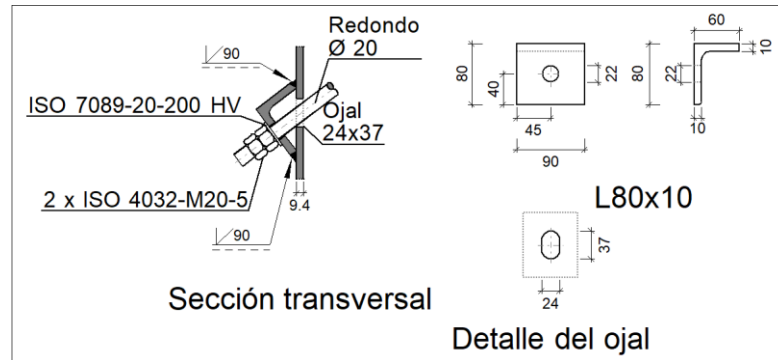 90
Redondo
Ø 20
ISO 7089-20-200 HV
Ojal
24x37
2 x ISO 4032-M20-5
9.4
90
Sección transversal
80
40
22
45
90
60
10
80
22
10
L80x10
37
24
Detalle del ojal